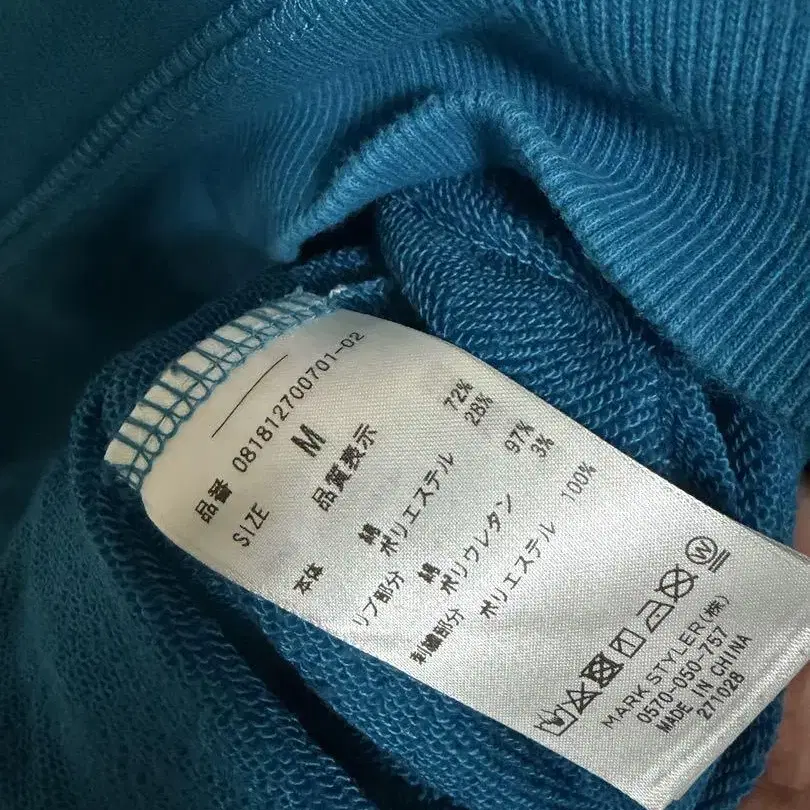 品番 081812700701-02
SIZE M
品質表示
本体 綿 72%
ポリエステル 28%
リブ部分 綿 97%
ポリウレタン 3%
刺繍部分 ポリエステル 100%
MARK STYLER(株)
0570-050-757
MADE IN CHINA
271028